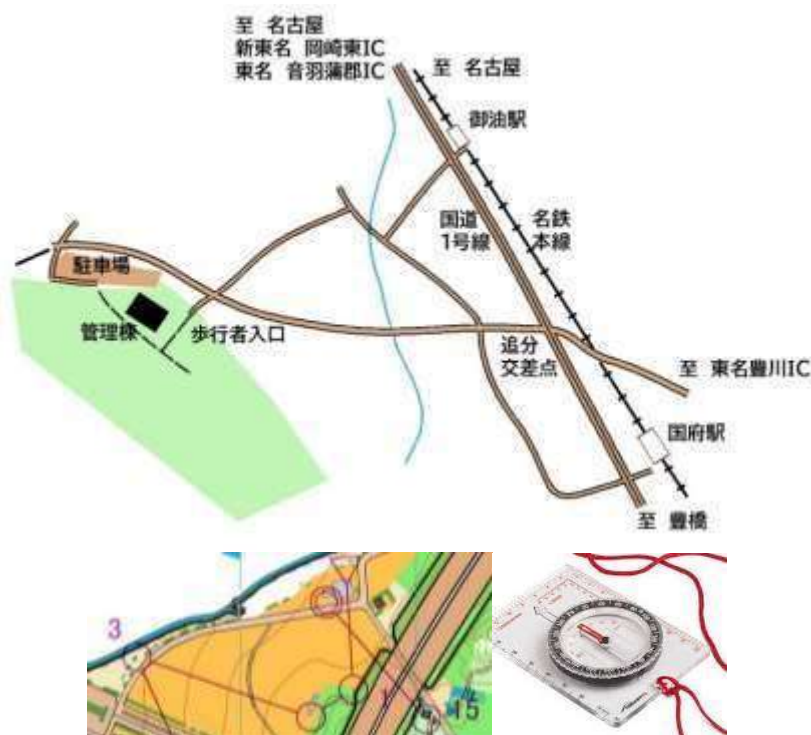 至 名古屋
新東名 岡崎東IC
東名 音羽蒲郡IC
至 名古屋
御油駅
国道
1号線
名鉄
本線
駐車場
管理棟
歩行者入口
追分
交差点
至 東名豊川IC
国府駅
至 豊橋
3
1
15